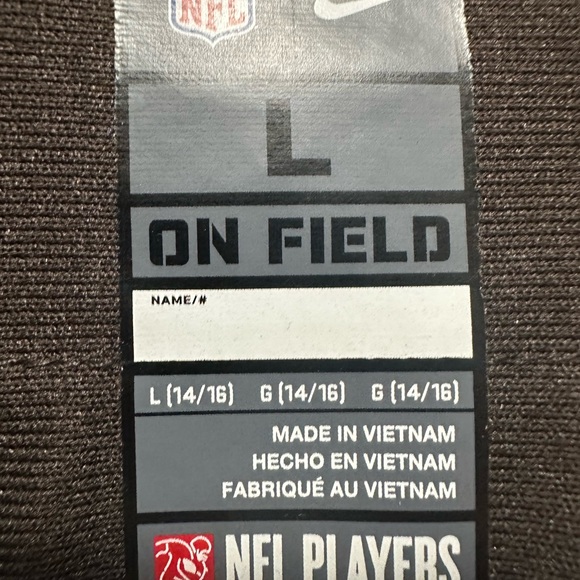 NFL
L
ON FIELD
NAME/#
L (14/16) G (14/16) G (14/16)
MADE IN VIETNAM
HECHO EN VIETNAM
FABRIQUÉ AU VIETNAM
NFL PLAYERS